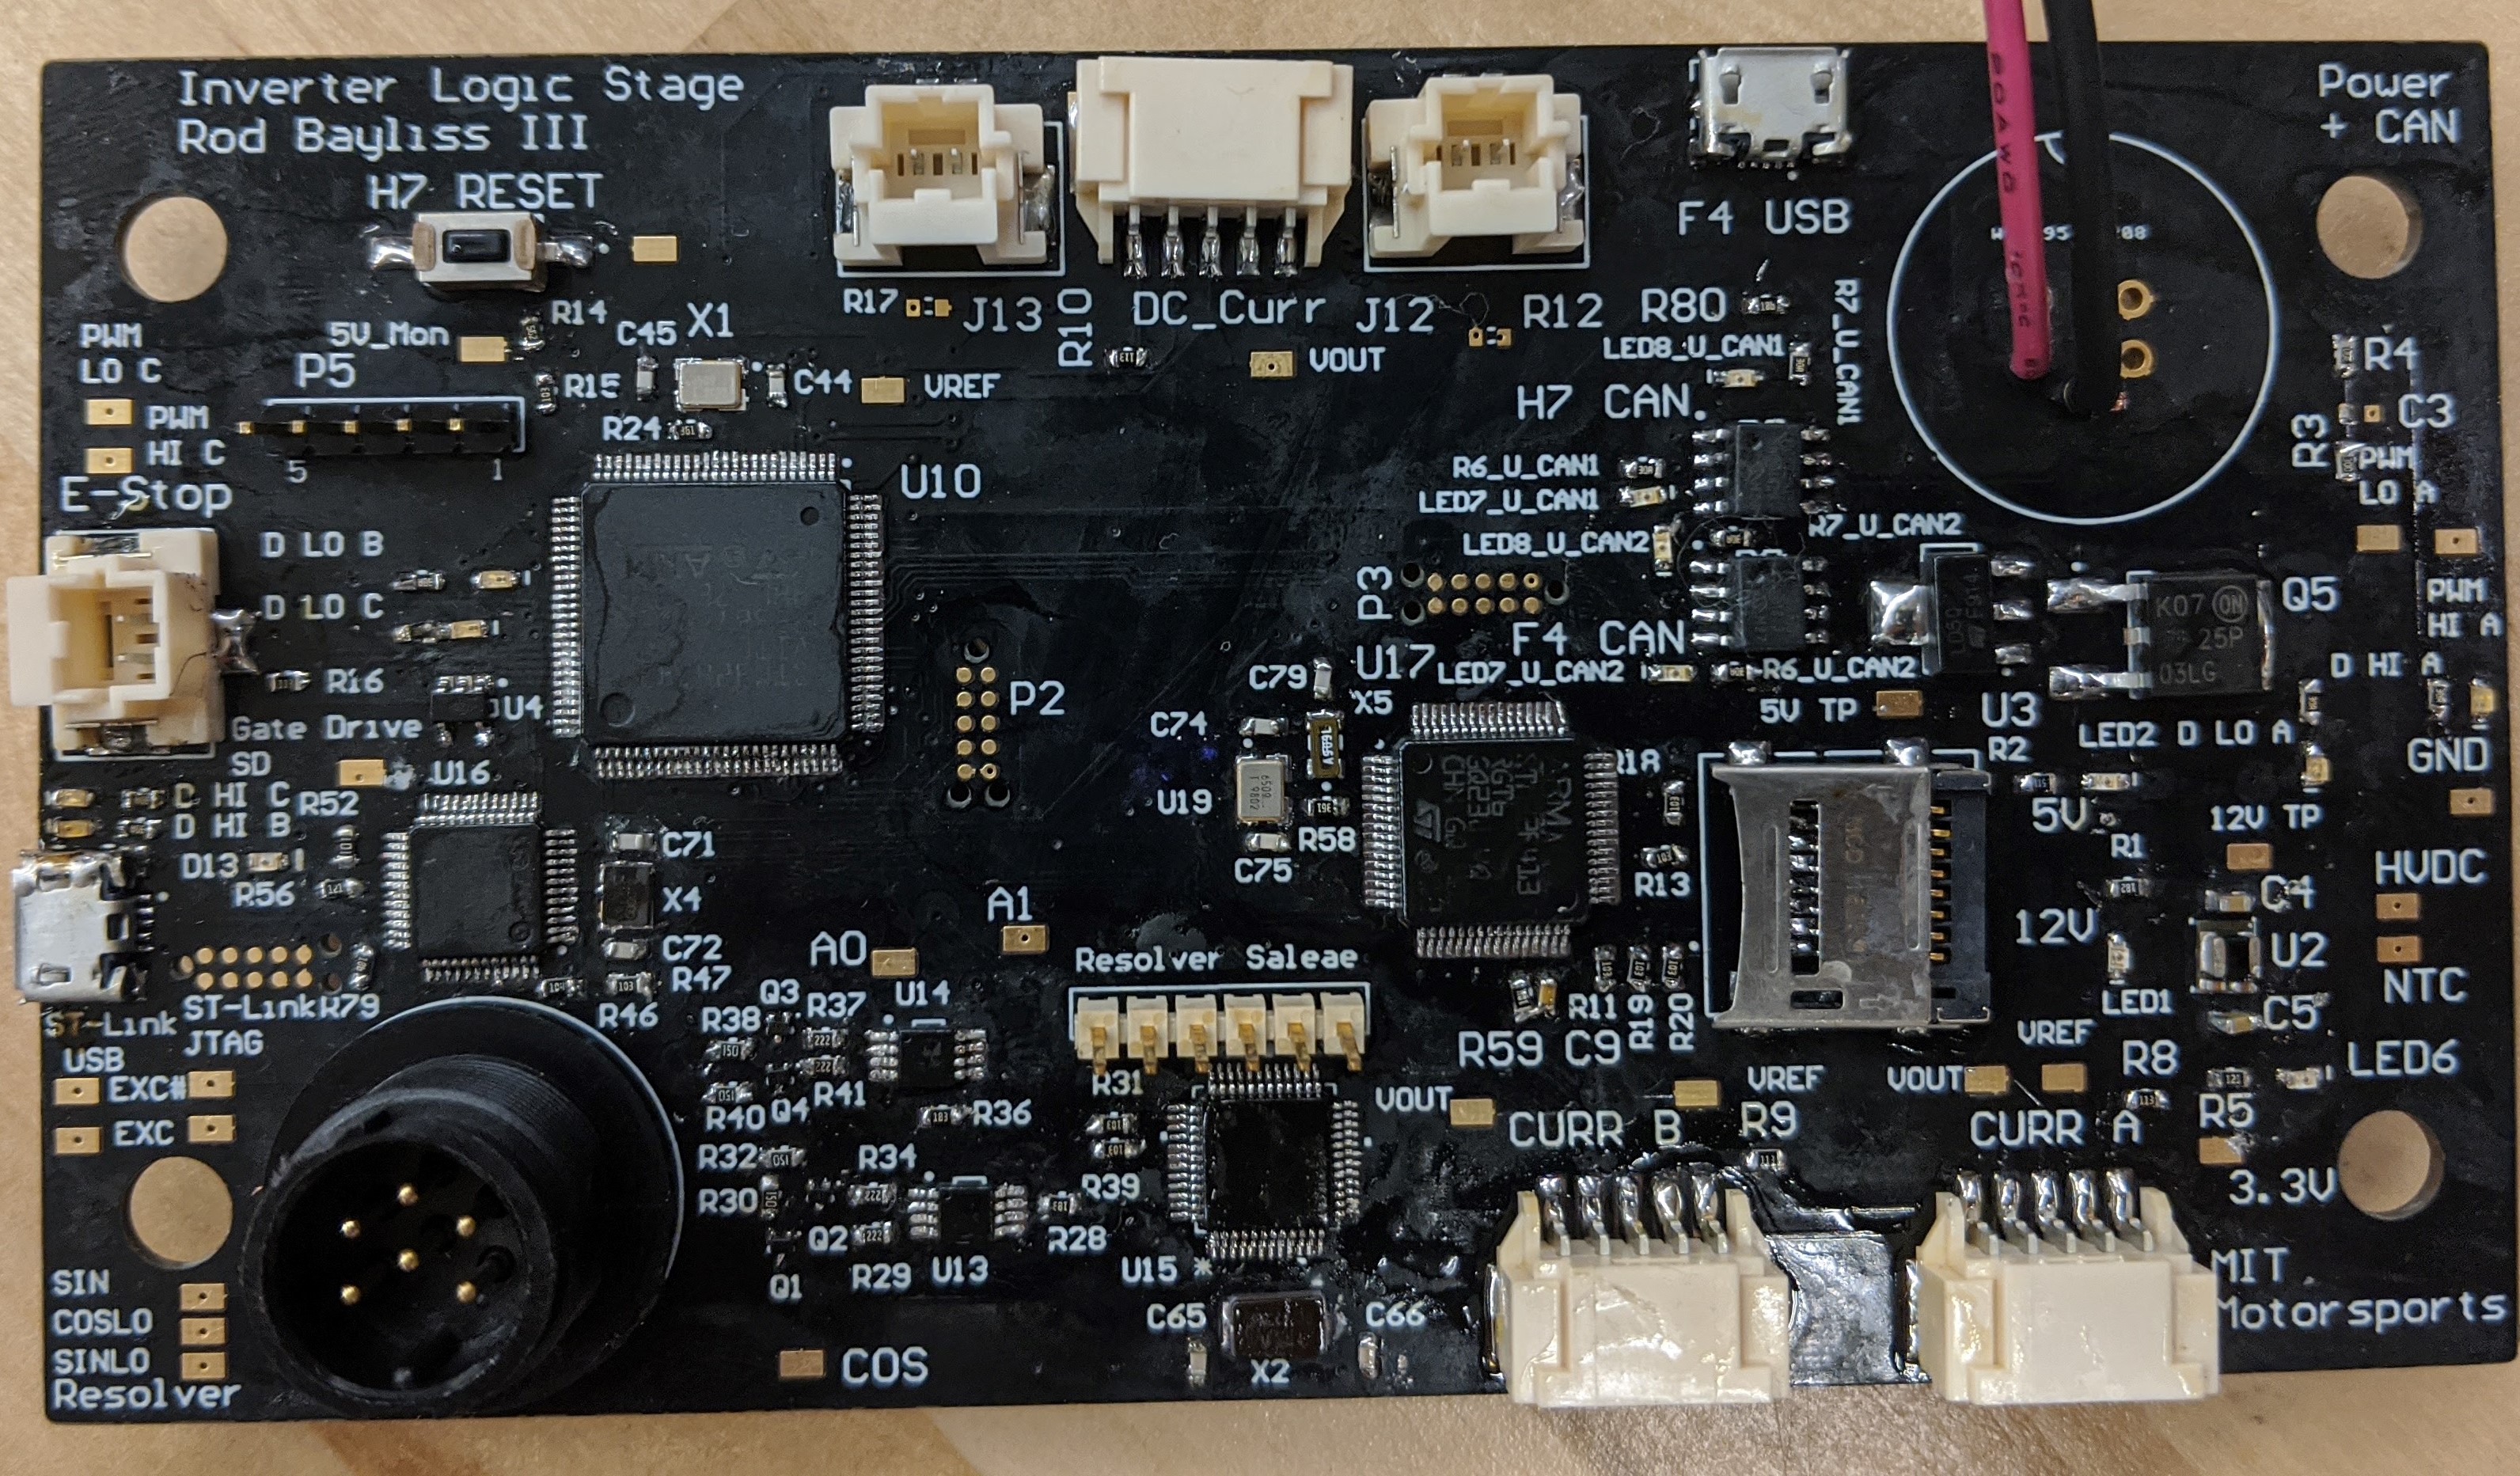 Inverter Logic Stage
Rod Bayliss III
H7 RESET
Power
+ CAN
F4 USB
R14
5V_Mon
C45
X1
R17
J13
R10
DC_Curr
J12
R12
R80
R7_U_CAN1
LED8_U_CAN1
PWM
LO C
P5
R15
C44
VREF
VOUT
R4
C3
R3
H7 CAN
PWM
HI C
5
1
R24
U10
R6_U_CAN1
LED7_U_CAN1
PWM
LO A
E-Stop
D LO B
D LO C
LED8_U_CAN2
R7_U_CAN2
P3
F4 CAN
K07 ON
25P
03LG
Q5
PWM
HI A
D HI A
R16
U4
P2
C79
U17
LED7_U_CAN2
R6_U_CAN2
X5
5V TP
U3
Gate Drive
SD
U16
C74
R2
LED2
D LO A
GND
D HI B
R52
U19
R58
5V
12V TP
R1
D13
R56
C71
X4
C72
C75
R13
12V
C4
U2
C5
HVDC
NTC
A0
A1
Resolver Saleae
R47
R46
ST-Link
JTAG
R79
ST-Link
USB
Q3
R37
U14
R38
R11
R19
R20
R59
C9
LED1
VREF
LED6
EXC#
EXC
R40
Q4
R41
R36
R31
VOUT
VREF
VOUT
R8
R5
CURR B
R9
CURR A
R32
R34
R30
R39
R28
3.3V
Q2
Q1
R29
U13
U15 *
MIT
Motorsports
SIN
COSLO
SINLO
Resolver
COS
C65
C66
X2